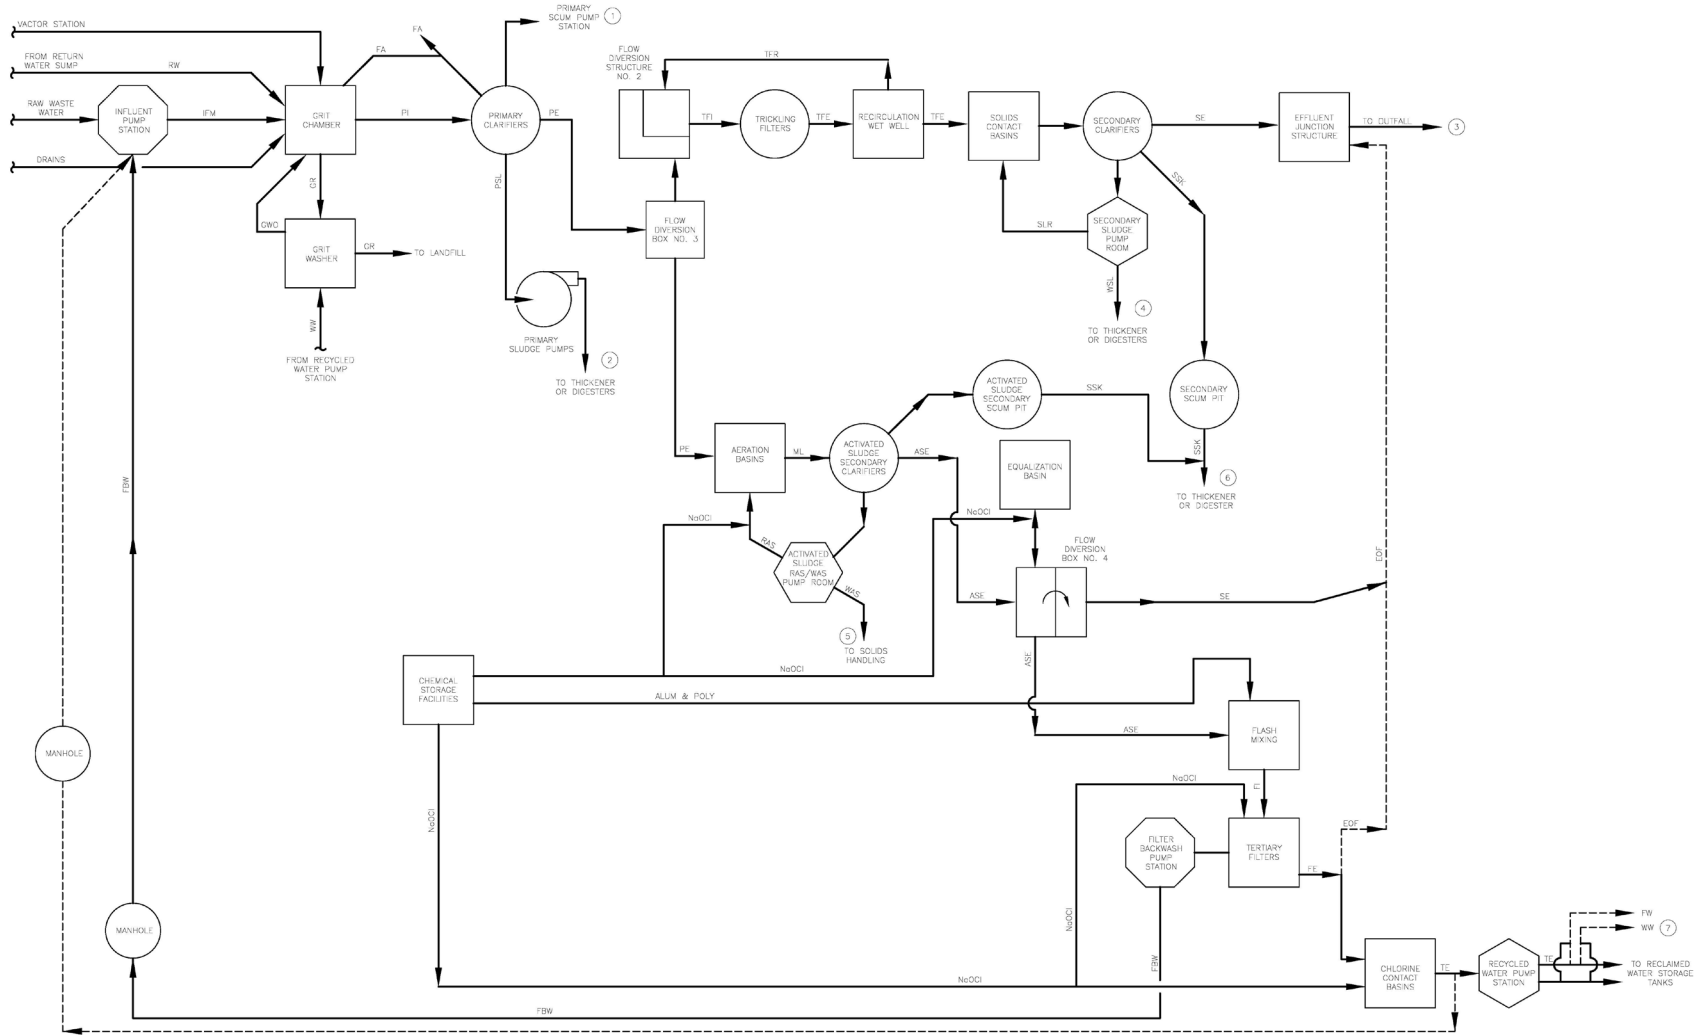 VACTOR STATION
FROM RETURN
WATER SUMP
RW
RAW WASTE
WATER
INFLUENT
PUMP
STATION
IFM
DRAINS
GRIT
CHAMBER
FA
FA
PI
GR
GWO
GRIT
WASHER
GR
TO LANDFILL
WW
FROM RECYCLED
WATER PUMP
STATION
PRIMARY
SCUM PUMP
STATION
1
PRIMARY
CLARIFIERS
PE
PSL
PRIMARY
SLUDGE PUMPS
2
TO THICKENER
OR DIGESTERS
FLOW
DIVERSION
STRUCTURE
NO. 2
TFR
TFI
TRICKLING
FILTERS
TFE
RECIRCULATION
WET WELL
TFE
SOLIDS
CONTACT
BASINS
SECONDARY
CLARIFIERS
SE
EFFLUENT
JUNCTION
STRUCTURE
TO OUTFALL
3
FLOW
DIVERSION
BOX NO. 3
SLR
SECONDARY
SLUDGE
PUMP
ROOM
SSK
WSL
4
TO THICKENER
OR DIGESTERS
SECONDARY
SCUM PIT
SSK
6
TO THICKENER
OR DIGESTER
PE
AERATION
BASINS
ML
ACTIVATED
SLUDGE
SECONDARY
CLARIFIERS
ASE
ACTIVATED
SLUDGE
SECONDARY
SCUM PIT
SSK
EQUALIZATION
BASIN
NaOCl
NaOCl
RAS
ACTIVATED
SLUDGE
RAS/WAS
PUMP ROOM
WAS
5
TO SOLIDS
HANDLING
FLOW
DIVERSION
BOX NO. 4
ASE
SE
EOF
ASE
CHEMICAL
STORAGE
FACILITIES
NaOCl
ALUM & POLY
ASE
FLASH
MIXING
FI
NaOCl
NaOCl
FILTER
BACKWASH
PUMP
STATION
TERTIARY
FILTERS
FE
EOF
NaOCl
FBW
NaOCl
CHLORINE
CONTACT
BASINS
TE
RECYCLED
WATER PUMP
STATION
TE
FW
WW
7
TO RECLAIMED
WATER STORAGE
TANKS
FBW
MANHOLE
MANHOLE
FBW